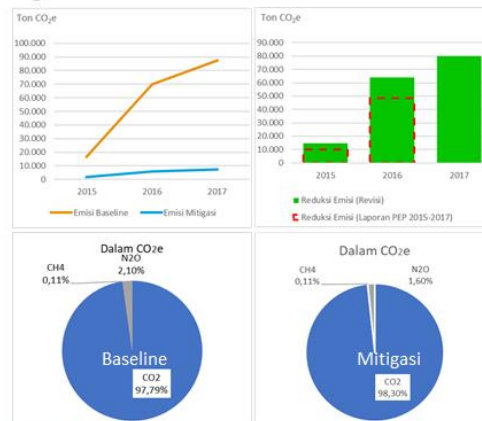 Ton CO₂e
100.000
90.000
80.000
70.000
60.000
50.000
40.000
30.000
20.000
10.000
0
2015 2016 2017
Emisi Baseline Emisi Mitigasi
Ton CO₂e
90.000
80.000
70.000
60.000
50.000
40.000
30.000
20.000
10.000
0
2015 2016 2017
Reduksi Emisi (Revisi)
Reduksi Emisi (Laporan PEP 2015-2017)
Dalam CO2e
CH4
0,11%
N2O
2,10%
Baseline
CO2
97,79%
Dalam CO2e
CH4
0,11%
N2O
1,60%
Mitigasi
CO2
98,30%